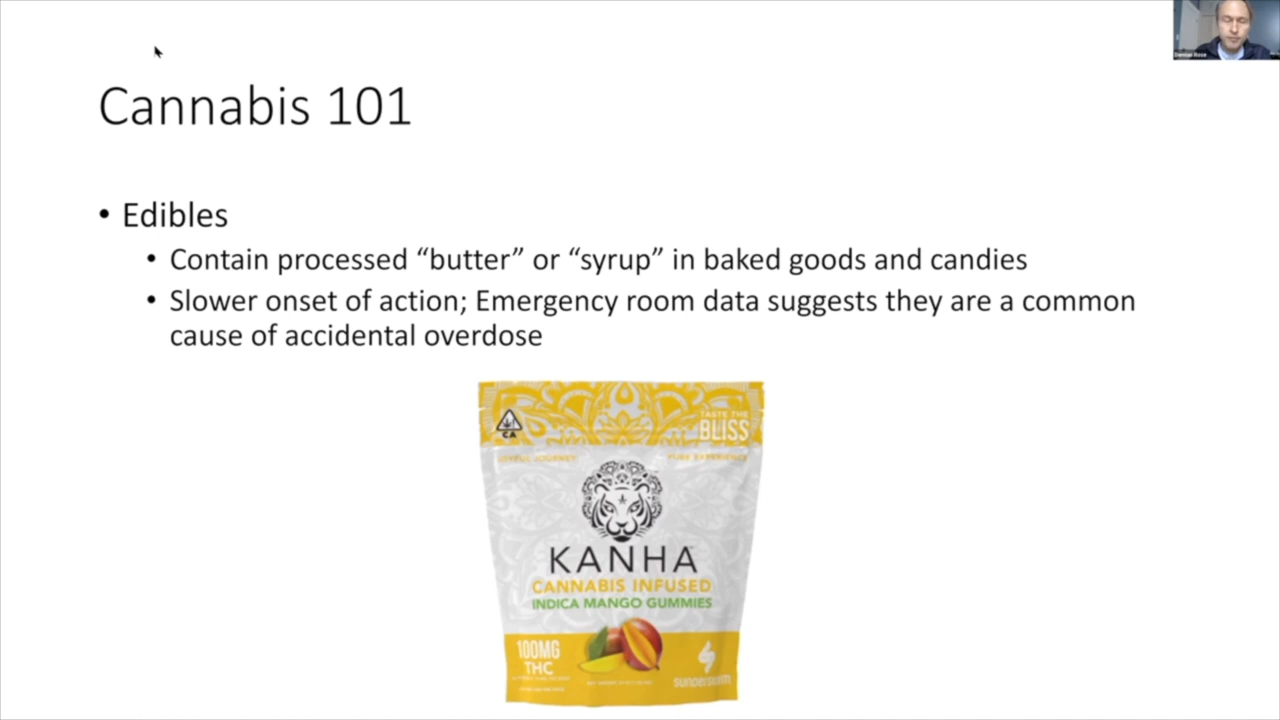 Cannabis 101
• Edibles
• Contain processed “butter” or “syrup” in baked goods and candies
• Slower onset of action; Emergency room data suggests they are a common
cause of accidental overdose
CA
TASTE THE
BLISS
JOYFUL JOURNEY
PURE EXPERIENCE
KANHA
CANNABIS INFUSED
INDICA MANGO GUMMIES
100MG
THC
sunderstorm